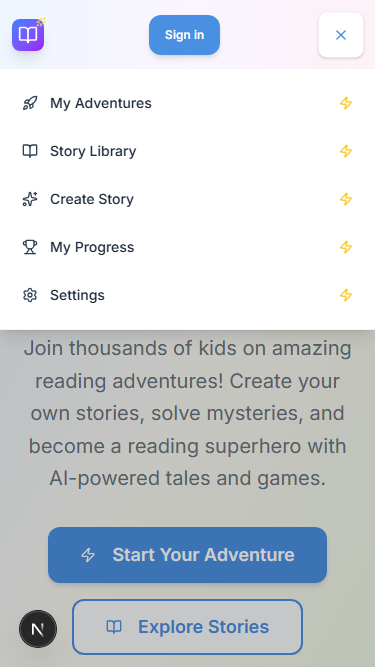 Sign in
My Adventures
Story Library
Create Story
My Progress
Settings
Join thousands of kids on amazing
reading adventures! Create your
own stories, solve mysteries, and
become a reading superhero with
AI-powered tales and games.
Start Your Adventure
Explore Stories
N